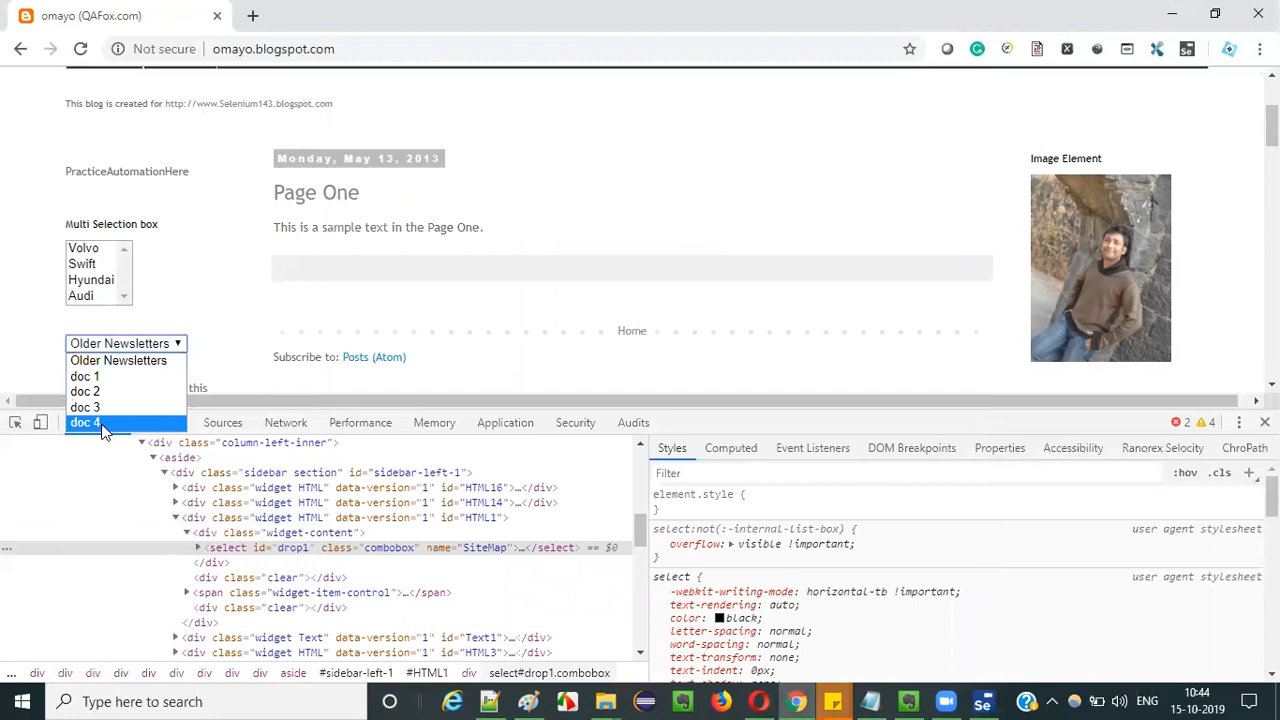 omayo (QAFox.com)
Not secure
omayo.blogspot.com
This blog is created for http://www.Selenium143.blogspot.com
PracticeAutomationHere
Multi Selection box
Volvo
Swift
Hyundai
Audi
Older Newsletters
Older Newsletters
doc 1
doc 2
doc 3
doc 4
this
Monday, May 13, 2013
Page One
This is a sample text in the Page One.
Home
Subscribe to: Posts (Atom)
Image Element
Sources Network Performance Memory Application Security Audits 2 4
<div class="column-left-inner">
<aside>
<div class="sidebar section" id="sidebar-left-1">
<div class="widget HTML" data-version="1" id="HTML16">…</div>
<div class="widget HTML" data-version="1" id="HTML14">…</div>
<div class="widget HTML" data-version="1" id="HTML1">
<div class="widget-content">
… <select id="drop1" class="combobox" name="SiteMap">…</select> == $0
</div>
<div class="clear"></div>
<span class="widget-item-control">…</span>
<div class="clear"></div>
</div>
<div class="widget Text" data-version="1" id="Text1">…</div>
<div class="widget HTML" data-version="1" id="HTML3">…</div>
... div div div div div aside #sidebar-left-1 #HTML1 div select#drop1.combobox
Styles Computed Event Listeners DOM Breakpoints Properties Accessibility Ranorex Selocity ChroPath
Filter :hov .cls +
element.style {
}
select:not(:-internal-list-box) { user agent stylesheet
overflow: visible !important;
}
select { user agent stylesheet
-webkit-writing-mode: horizontal-tb !important;
text-rendering: auto;
color: black;
letter-spacing: normal;
word-spacing: normal;
text-transform: none;
text-indent: 0px;
Type here to search
ENG
10:44
15-10-2019